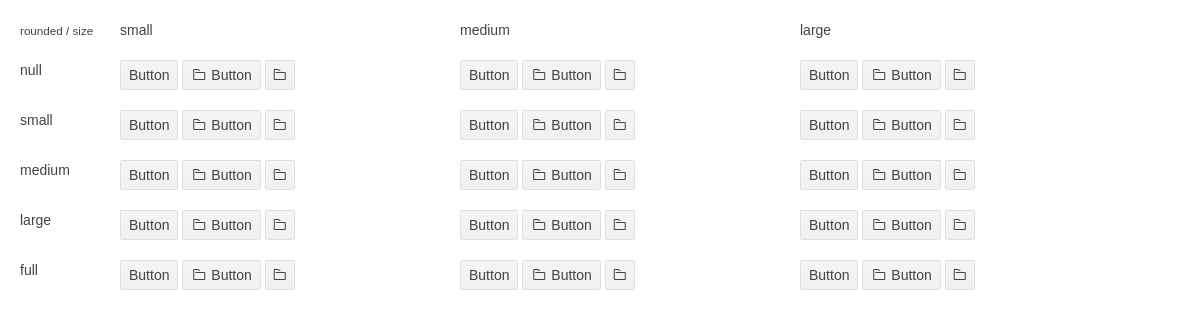 rounded / size small medium large
null Button Button Button Button Button Button
small Button Button Button Button Button Button
medium Button Button Button Button Button Button
large Button Button Button Button Button Button
full Button Button Button Button Button Button